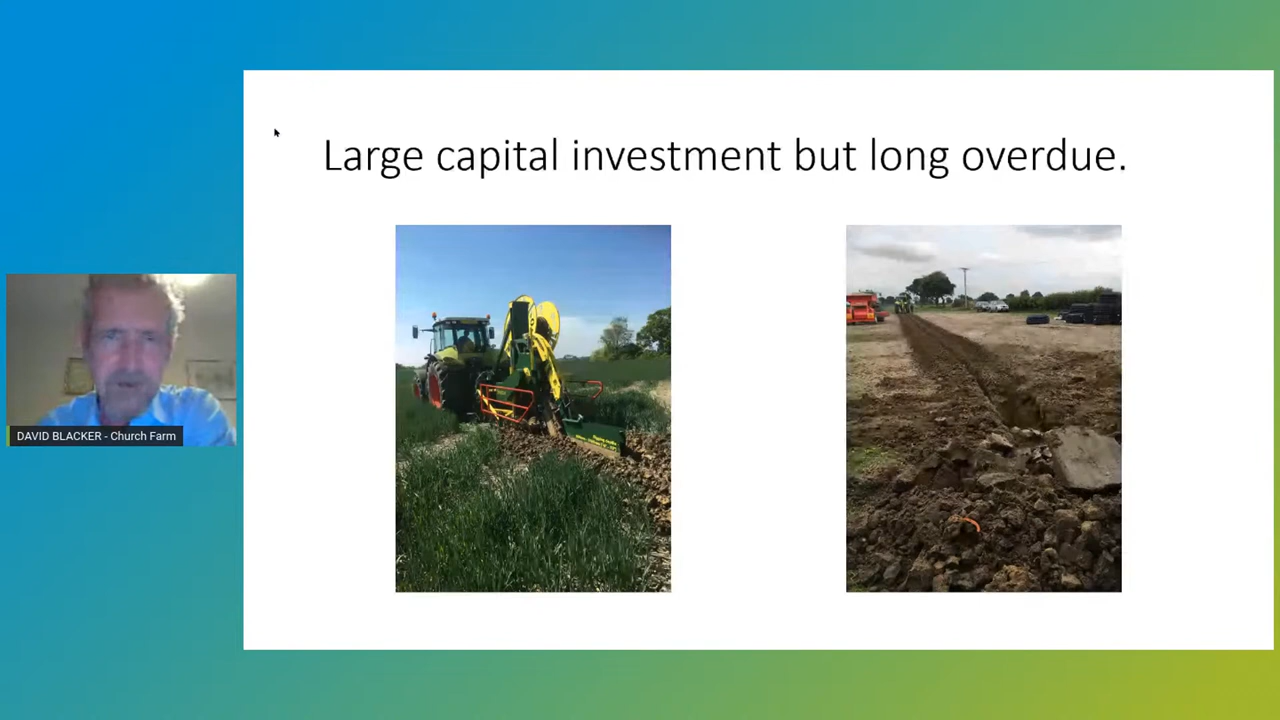 Large capital investment but long overdue.
DAVID BLACKER - Church Farm